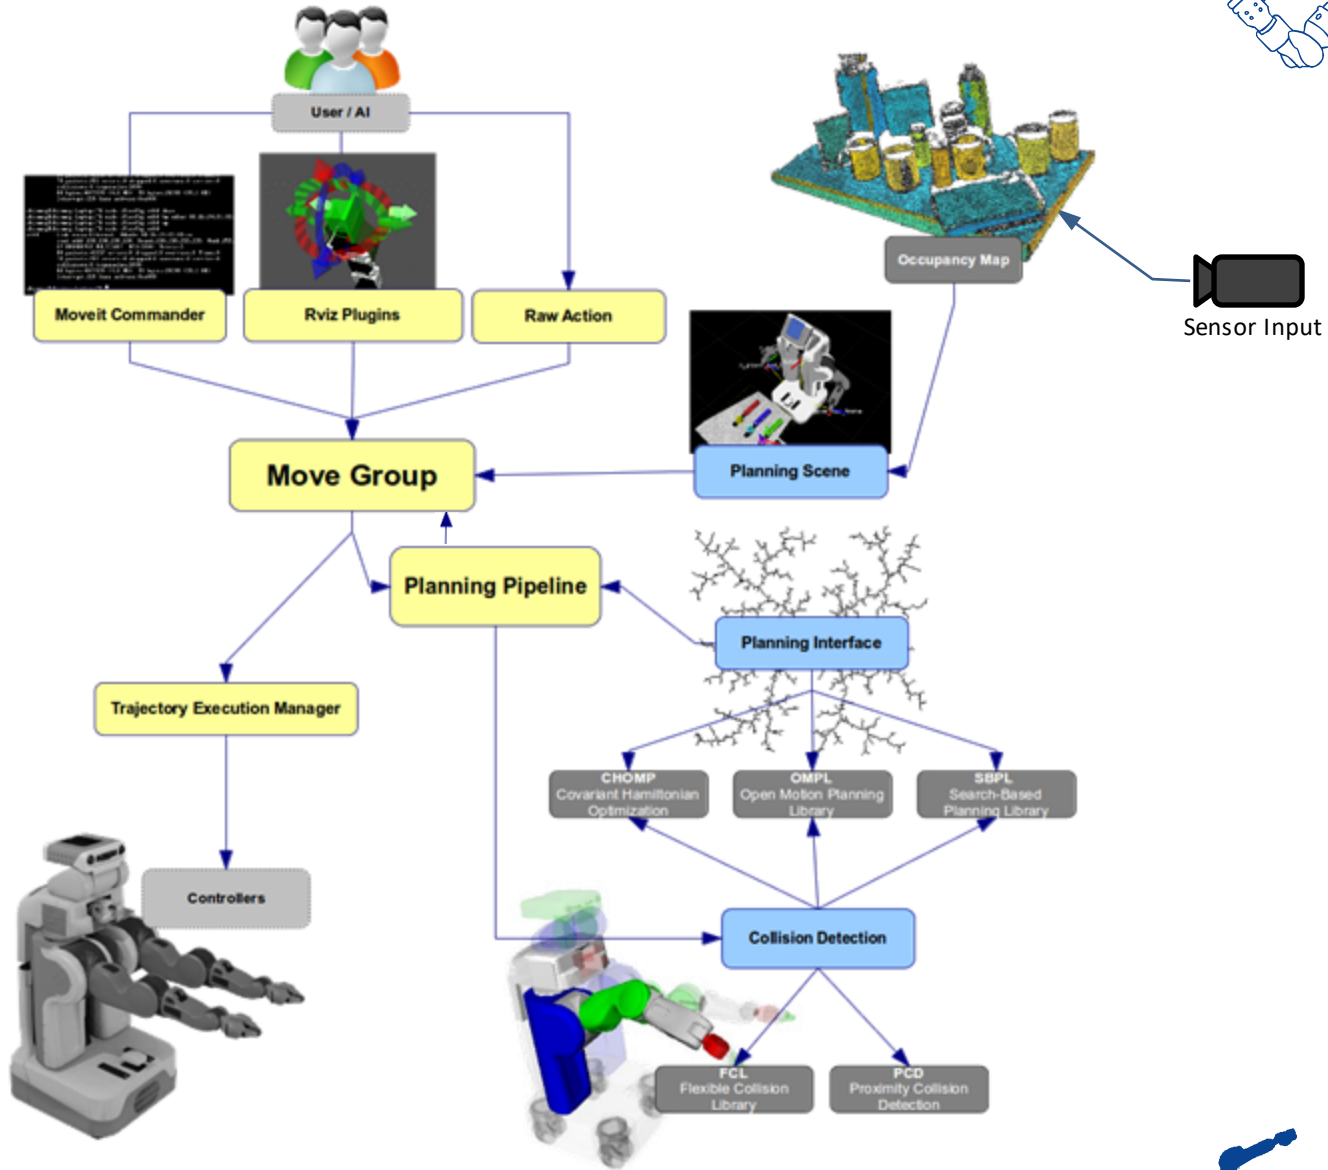 User / AI
Moveit Commander
Rviz Plugins
Raw Action
Occupancy Map
Sensor Input
Move Group
Planning Scene
Planning Pipeline
Planning Interface
Trajectory Execution Manager
CHOMP
Covariant Hamiltonian
Optimization
OMPL
Open Motion Planning
Library
SBPL
Search-Based
Planning Library
Controllers
Collision Detection
FCL
Flexible Collision
Library
PCD
Proximity Collision
Detection